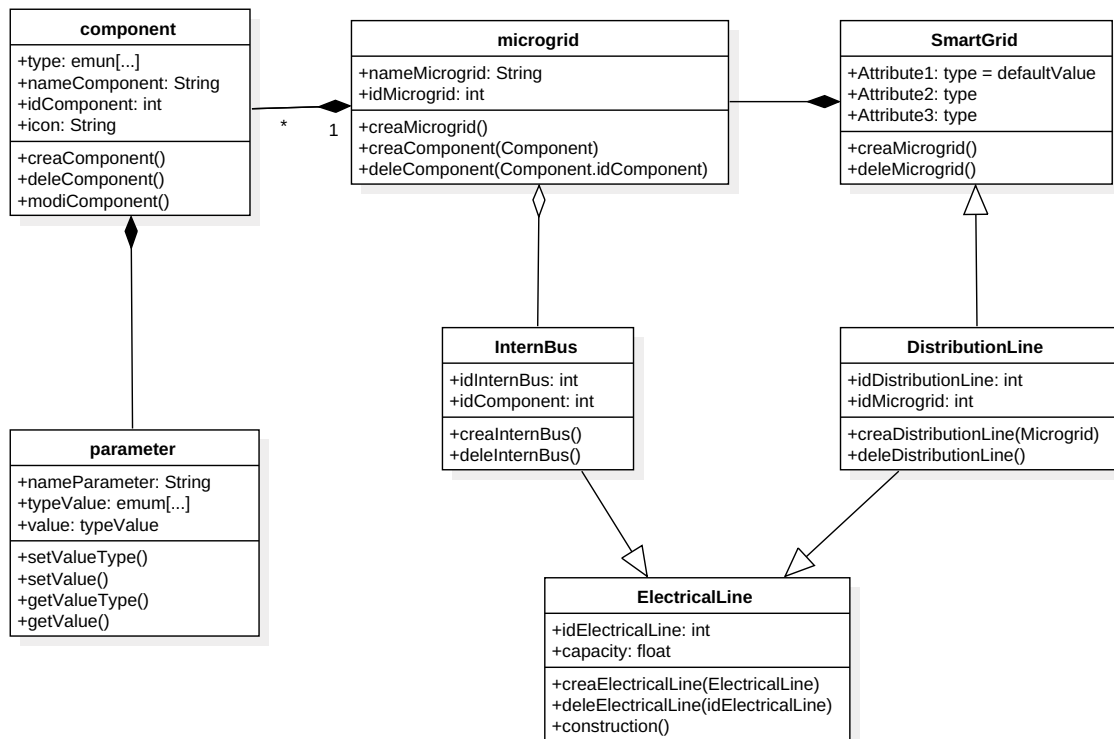 component
+type: emun[...]
+nameComponent: String
+idComponent: int
+icon: String
+creaComponent()
+deleComponent()
+modiComponent()
*
1
microgrid
+nameMicrogrid: String
+idMicrogrid: int
+creaMicrogrid()
+creaComponent(Component)
+deleComponent(Component.idComponent)
SmartGrid
+Attribute1: type = defaultValue
+Attribute2: type
+Attribute3: type
+creaMicrogrid()
+deleMicrogrid()
InternBus
+idInternBus: int
+idComponent: int
+creaInternBus()
+deleInternBus()
DistributionLine
+idDistributionLine: int
+idMicrogrid: int
+creaDistributionLine(Microgrid)
+deleDistributionLine()
parameter
+nameParameter: String
+typeValue: emum[...]
+value: typeValue
+setValueType()
+setValue()
+getValueType()
+getValue()
ElectricalLine
+idElectricalLine: int
+capacity: float
+creaElectricalLine(ElectricalLine)
+deleElectricalLine(idElectricalLine)
+construction()